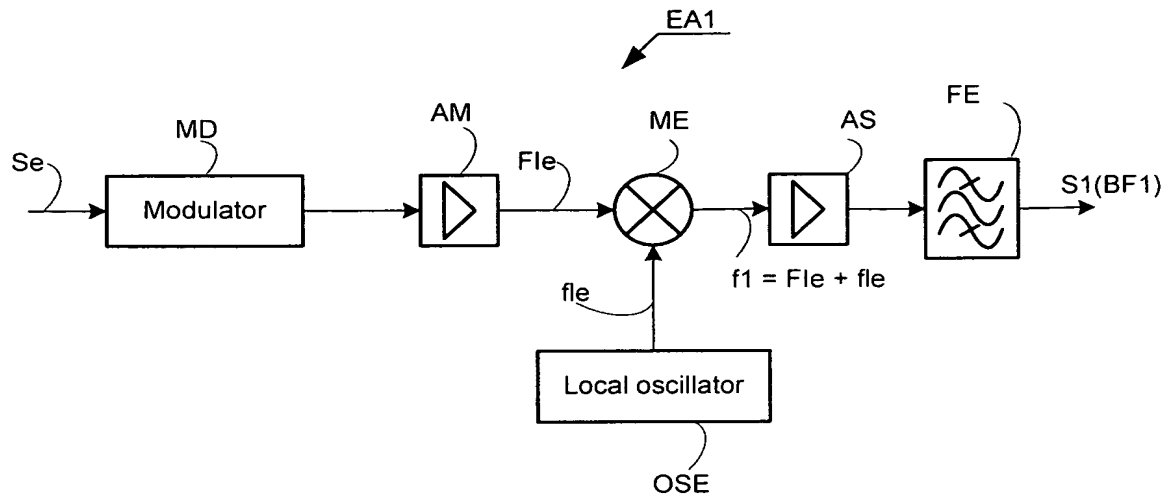 EA1
FE
AM
ME
AS
MD
FIe
Se
S1(BF1)
Modulator
f1 = FIe + fle
fle
Local oscillator
OSE